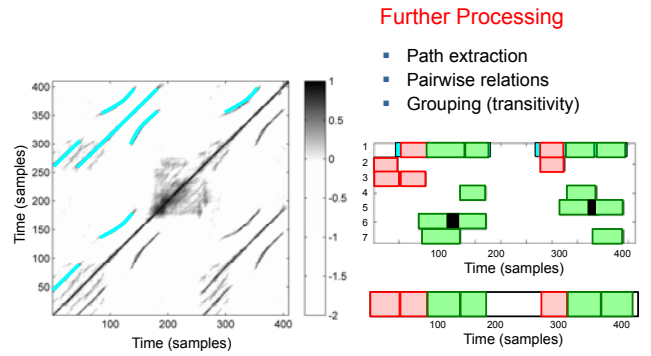 Further Processing
Path extraction
Pairwise relations
Grouping (transitivity)
Time (samples)
400
350
300
250
200
150
100
50
100 200 300 400
Time (samples)
1
0.5
0
-0.5
-1
-1.5
-2
1
2
3
4
5
6
7
100 200 300 400
Time (samples)
100 200 300 400
Time (samples)